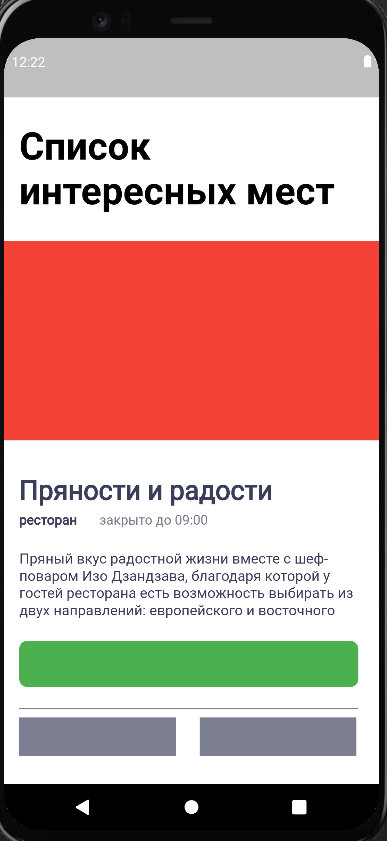 12:22
Список
интересных мест
Пряности и радости
ресторан закрыто до 09:00
Пряный вкус радостной жизни вместе с шеф-
поваром Изо Дзандзава, благодаря которой у
гостей ресторана есть возможность выбирать из
двух направлений: европейского и восточного